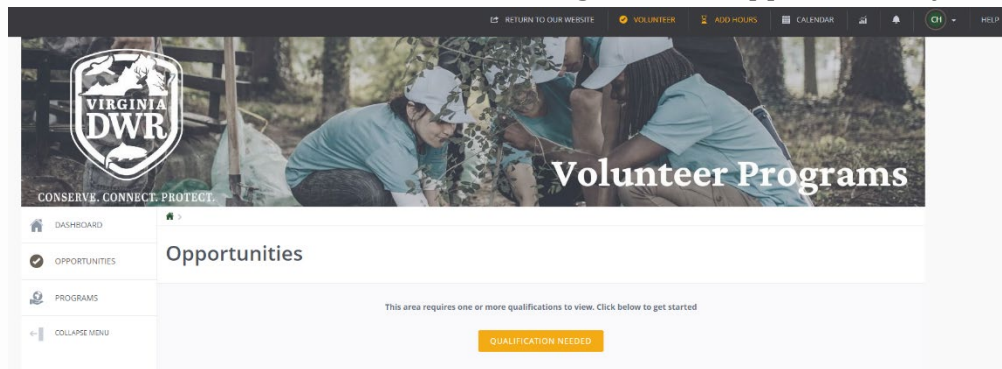 RETURN TO OUR WEBSITE VOLUNTEER ADD HOURS CALENDAR CH HELP
VIRGINIA
DWR
CONSERVE. CONNECT. PROTECT.
Volunteer Programs
DASHBOARD
>
Opportunities
OPPORTUNITIES
PROGRAMS
This area requires one or more qualifications to view. Click below to get started
COLLAPSE MENU
QUALIFICATION NEEDED